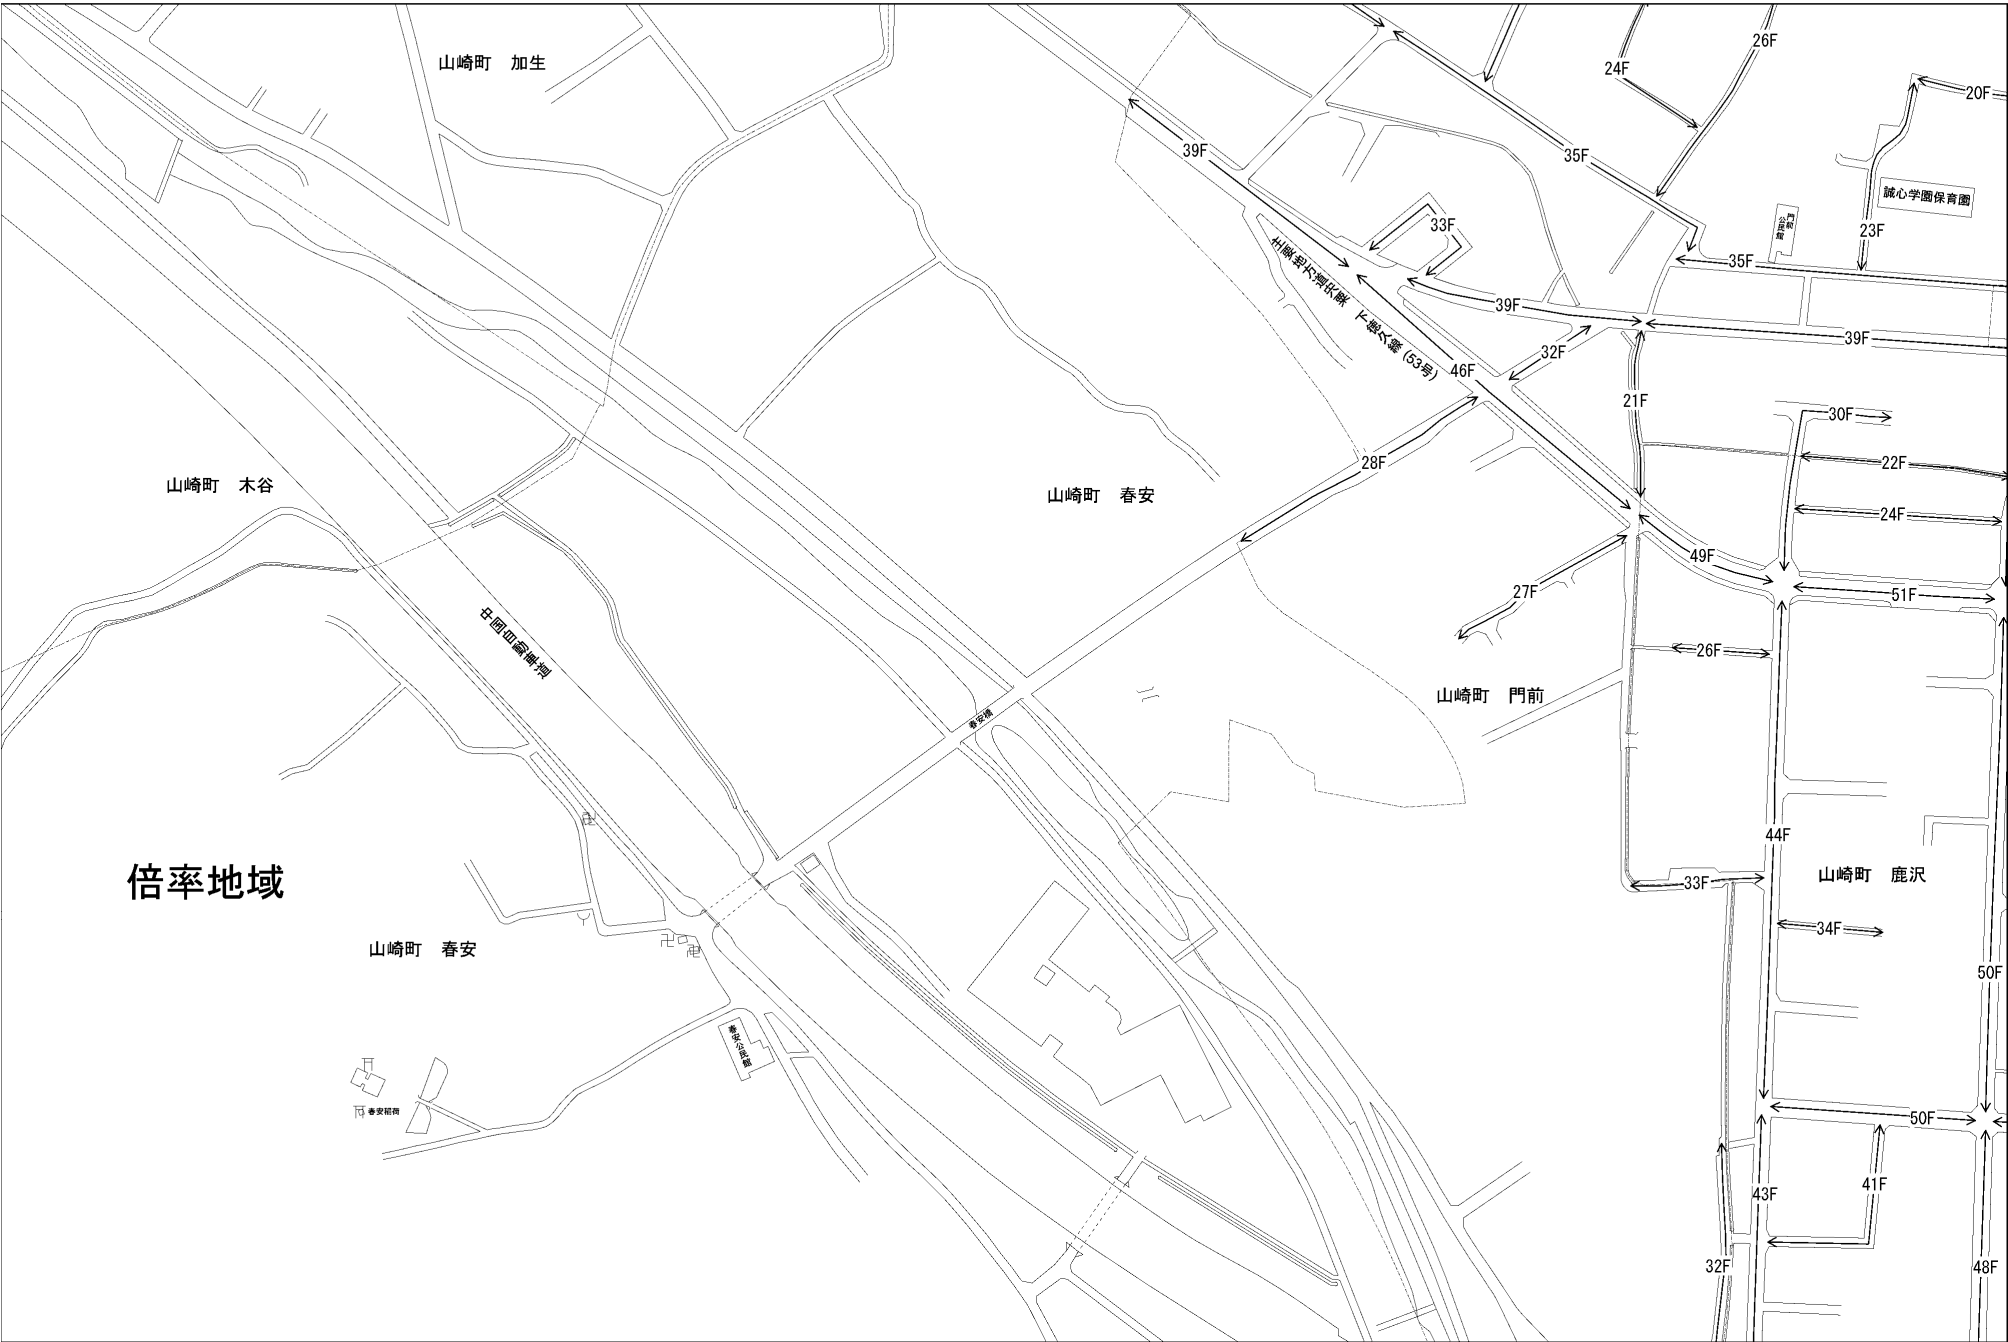 26F
山崎町　加生
24F
20F
39F
35F
誠心学園保育園
門前
公民館
33F
23F
35F
主要地方道宍粟　下徳久線 (53号)
39F
39F
32F
46F
21F
30F
28F
22F
山崎町　木谷
山崎町　春安
24F
49F
27F
51F
中国自動車道
26F
山崎町　門前
春安橋
44F
倍率地域
33F
山崎町　鹿沢
34F
山崎町　春安
50F
春安公民館
春安稲荷
50F
41F
43F
32F
48F